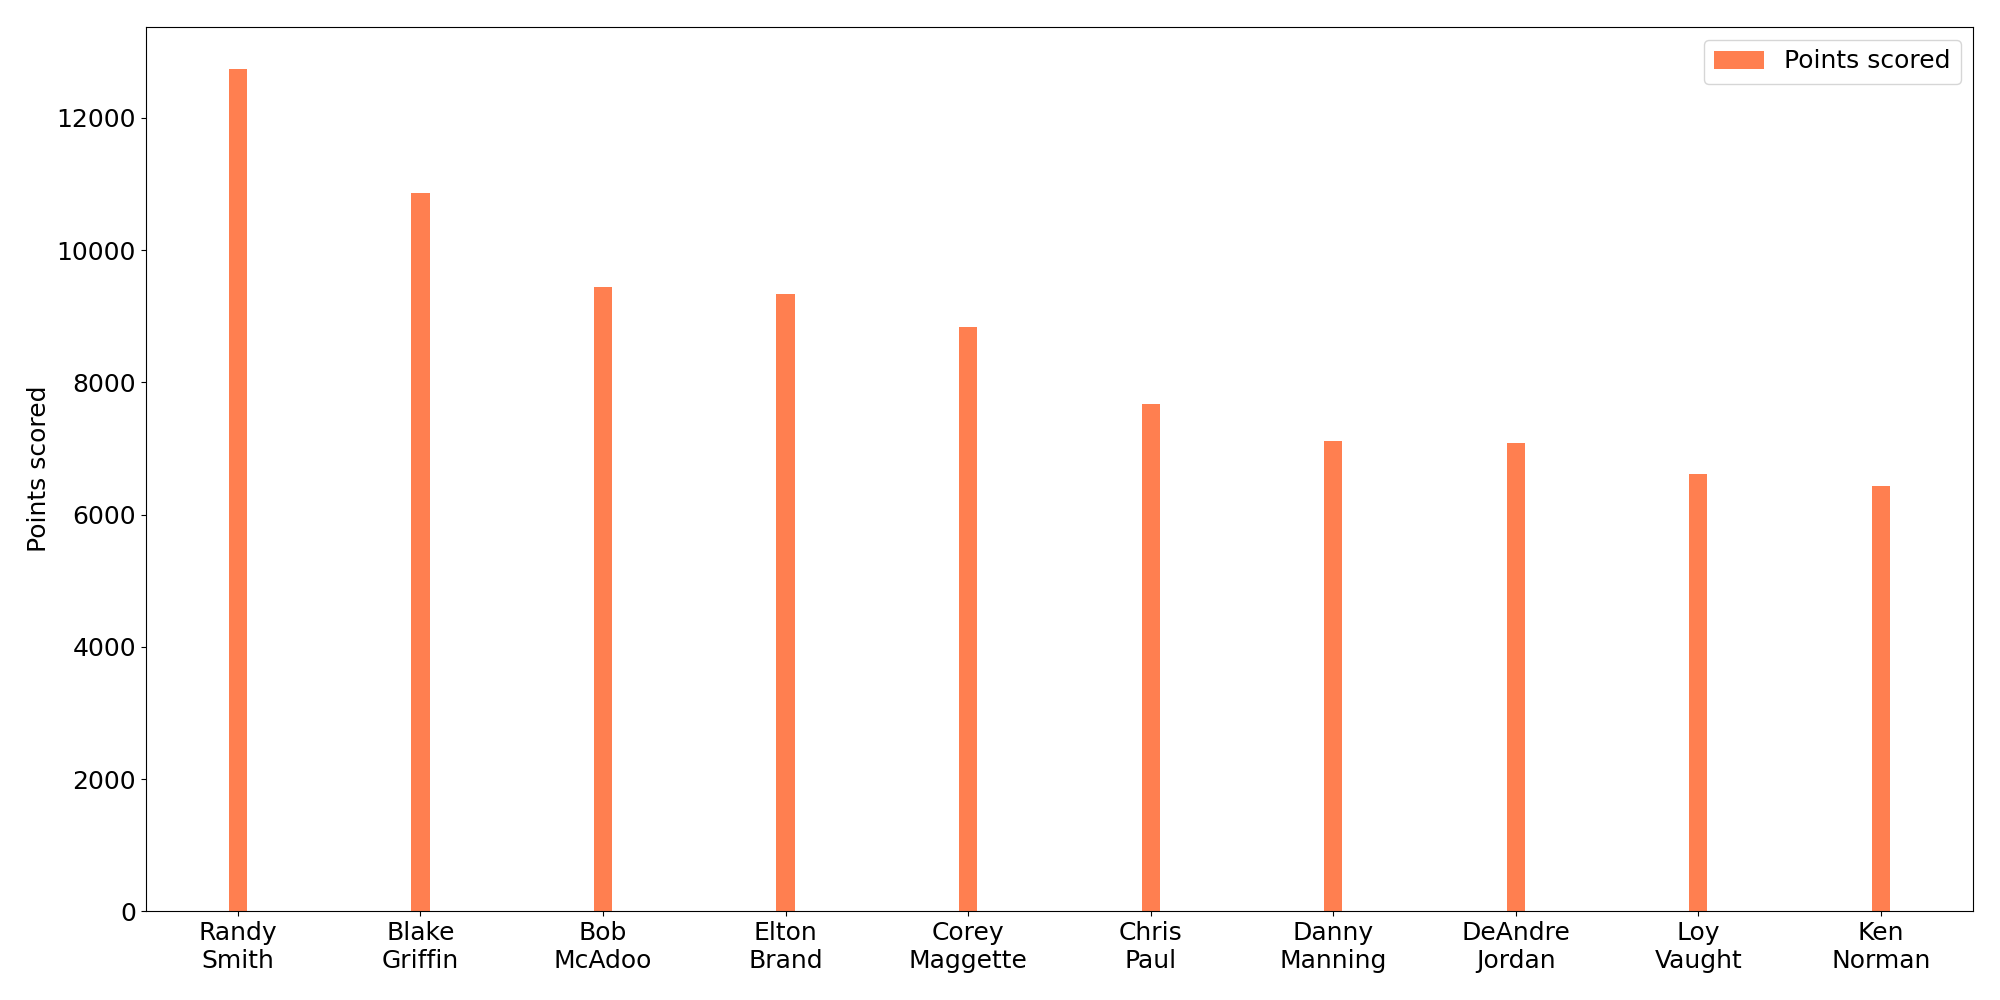 Points scored
12000
10000
8000
6000
4000
2000
0
Points scored
Randy Smith
Blake Griffin
Bob McAdoo
Elton Brand
Corey Maggette
Chris Paul
Danny Manning
DeAndre Jordan
Loy Vaught
Ken Norman